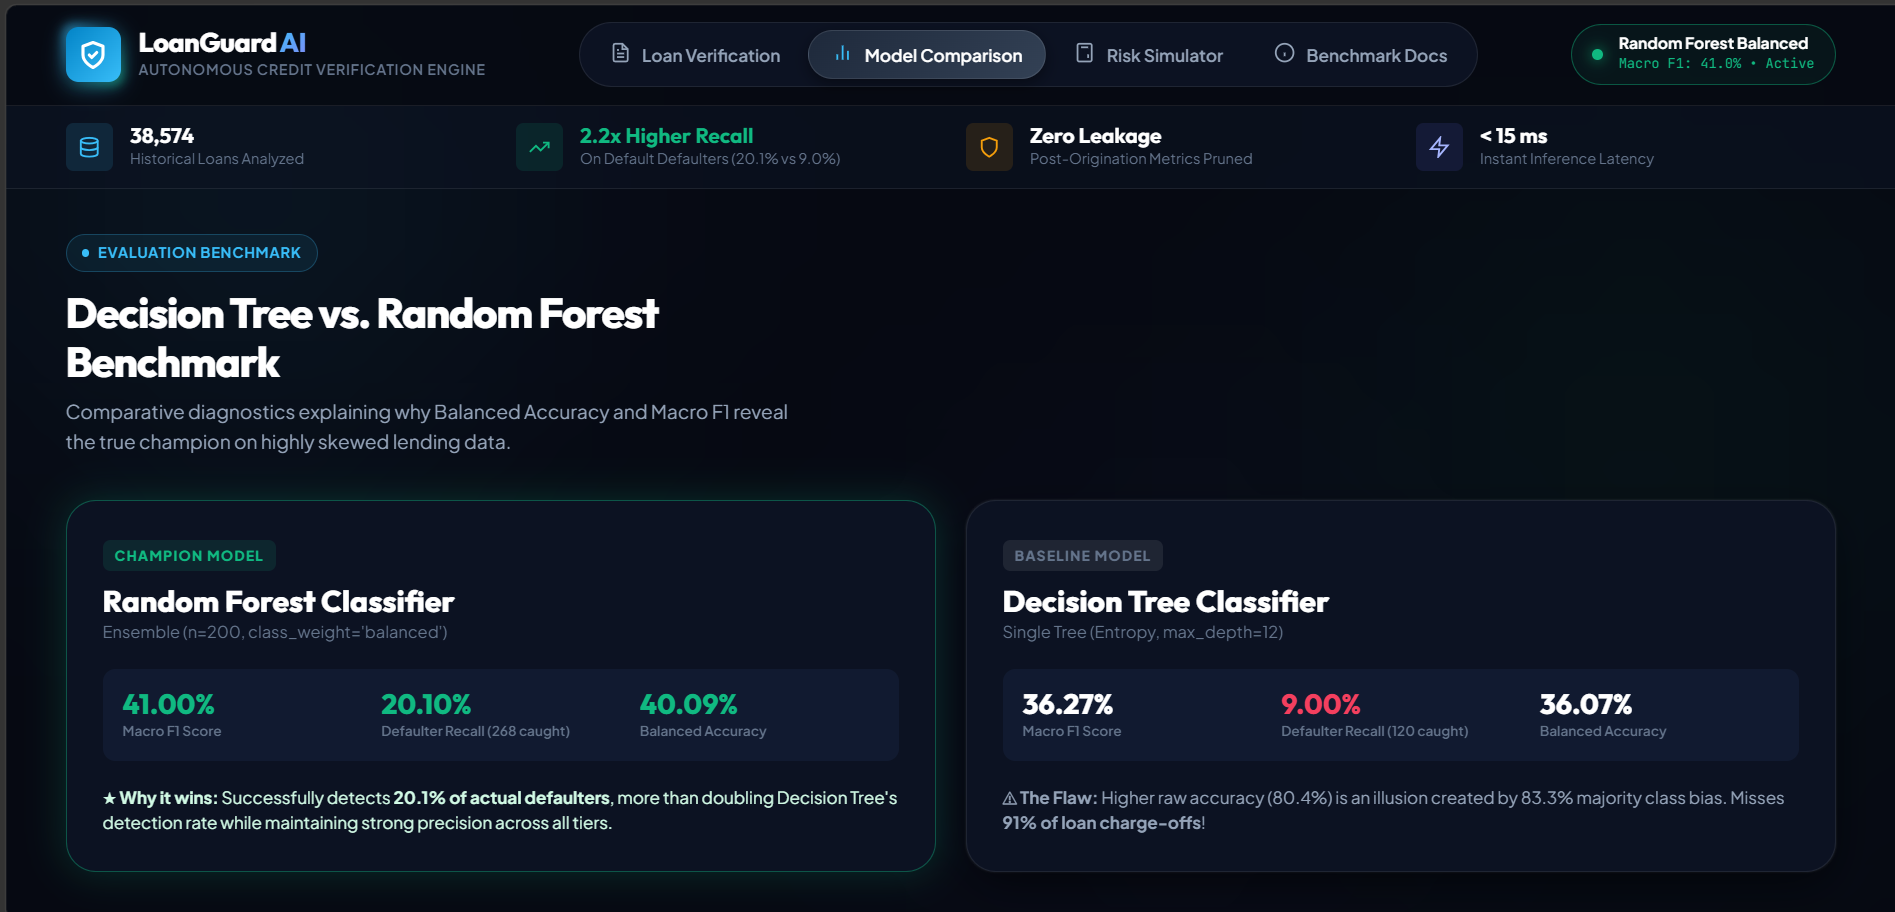 LoanGuard AI
AUTONOMOUS CREDIT VERIFICATION ENGINE
Loan Verification
Model Comparison
Risk Simulator
Benchmark Docs
Random Forest Balanced
Macro F1: 41.0% • Active
38,574
Historical Loans Analyzed
2.2x Higher Recall
On Default Defaulters (20.1% vs 9.0%)
Zero Leakage
Post-Origination Metrics Pruned
< 15 ms
Instant Inference Latency
EVALUATION BENCHMARK
Decision Tree vs. Random Forest
Benchmark
Comparative diagnostics explaining why Balanced Accuracy and Macro F1 reveal
the true champion on highly skewed lending data.
CHAMPION MODEL
Random Forest Classifier
Ensemble (n=200, class_weight='balanced')
41.00%
Macro F1 Score
20.10%
Defaulter Recall (268 caught)
40.09%
Balanced Accuracy
★ Why it wins: Successfully detects 20.1% of actual defaulters, more than doubling Decision Tree's
detection rate while maintaining strong precision across all tiers.
BASELINE MODEL
Decision Tree Classifier
Single Tree (Entropy, max_depth=12)
36.27%
Macro F1 Score
9.00%
Defaulter Recall (120 caught)
36.07%
Balanced Accuracy
⚠ The Flaw: Higher raw accuracy (80.4%) is an illusion created by 83.3% majority class bias. Misses
91% of loan charge-offs!